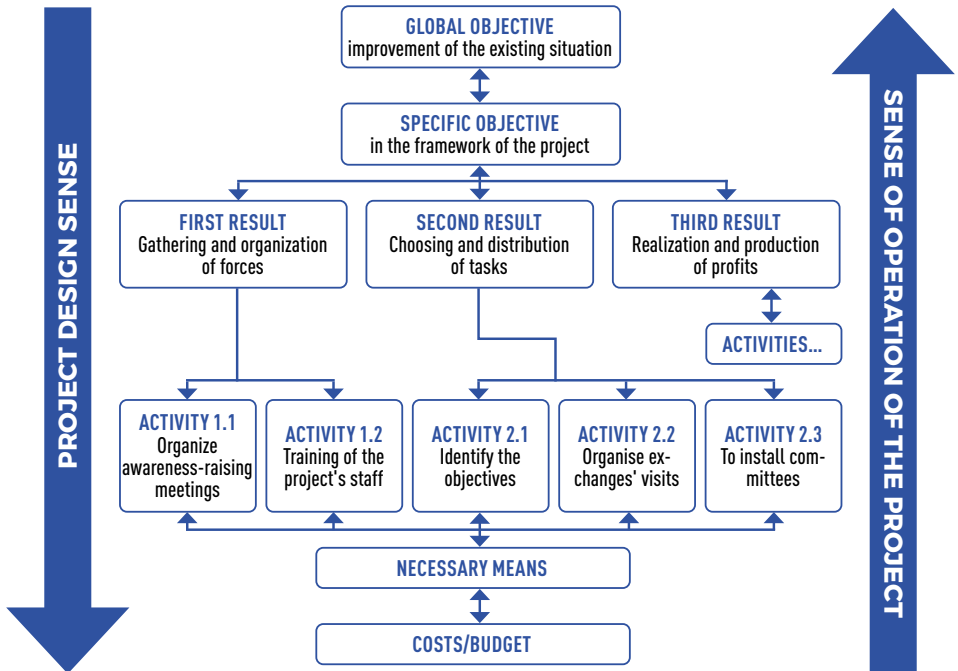 GLOBAL OBJECTIVE
improvement of the existing situation
SPECIFIC OBJECTIVE
in the framework of the project
FIRST RESULT
Gathering and organization
of forces
SECOND RESULT
Choosing and distribution
of tasks
THIRD RESULT
Realization and production
of profits
ACTIVITIES...
ACTIVITY 1.1
Organize
awareness-raising
meetings
ACTIVITY 1.2
Training of the
project's staff
ACTIVITY 2.1
Identify the
objectives
ACTIVITY 2.2
Organise ex-
changes' visits
ACTIVITY 2.3
To install com-
mittees
NECESSARY MEANS
COSTS/BUDGET
PROJECT DESIGN SENSE
SENSE OF OPERATION OF THE PROJECT